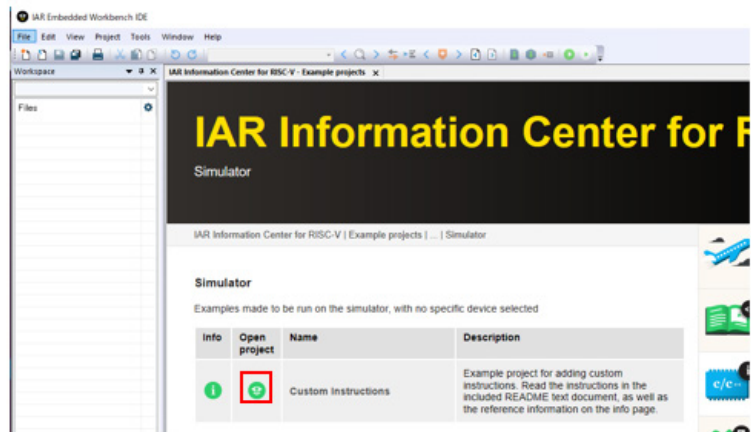 IAR Embedded Workbench IDE
File Edit View Project Tools Window Help
Workspace
IAR Information Center for RISC-V - Example projects x
Files
IAR Information Center for
Simulator
IAR Information Center for RISC-V | Example projects | ... | Simulator
Simulator
Examples made to be run on the simulator, with no specific device selected
Info Open project Name Description
Custom Instructions
Example project for adding custom
instructions. Read the instructions in the
included README text document, as well as
the reference information on the info page.
c/c--